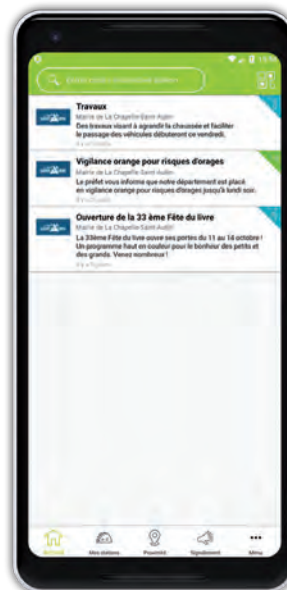 Travaux
Mairie de La Chapelle-Saint-Aubin
Des travaux visant à agrandir la chaussée et faciliter
le passage des véhicules débuteront ce vendredi.
Vigilance orange pour risques d'orages
Mairie de La Chapelle-Saint-Aubin
Le préfet vous informe que notre département est placé
en vigilance orange pour risques d'orages jusqu'à lundi soir.
Ouverture de la 33 ème Fête du livre
Mairie de La Chapelle-Saint-Aubin
La 33ème Fête du livre ouvre ses portes du 11 au 14 octobre !
Un programme haut en couleur pour le bonheur des petits et
des grands. Venez nombreux !
Accueil
Mes stations
Proximité
Signalement
Menu